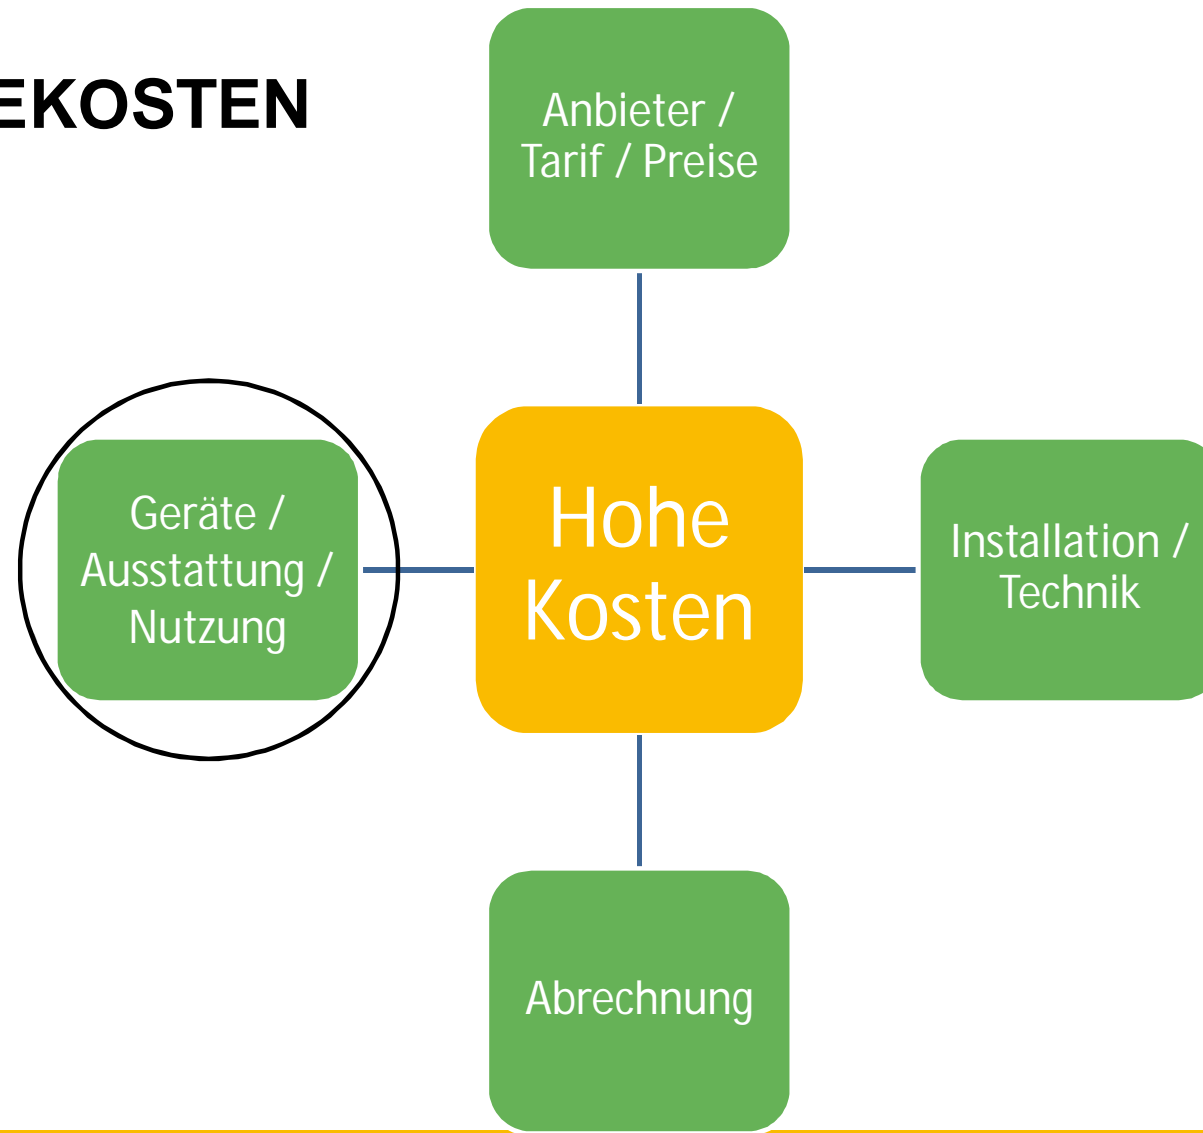 EKOSTEN
Anbieter /
Tarif / Preise
Geräte /
Ausstattung /
Nutzung
Hohe
Kosten
Installation /
Technik
Abrechnung